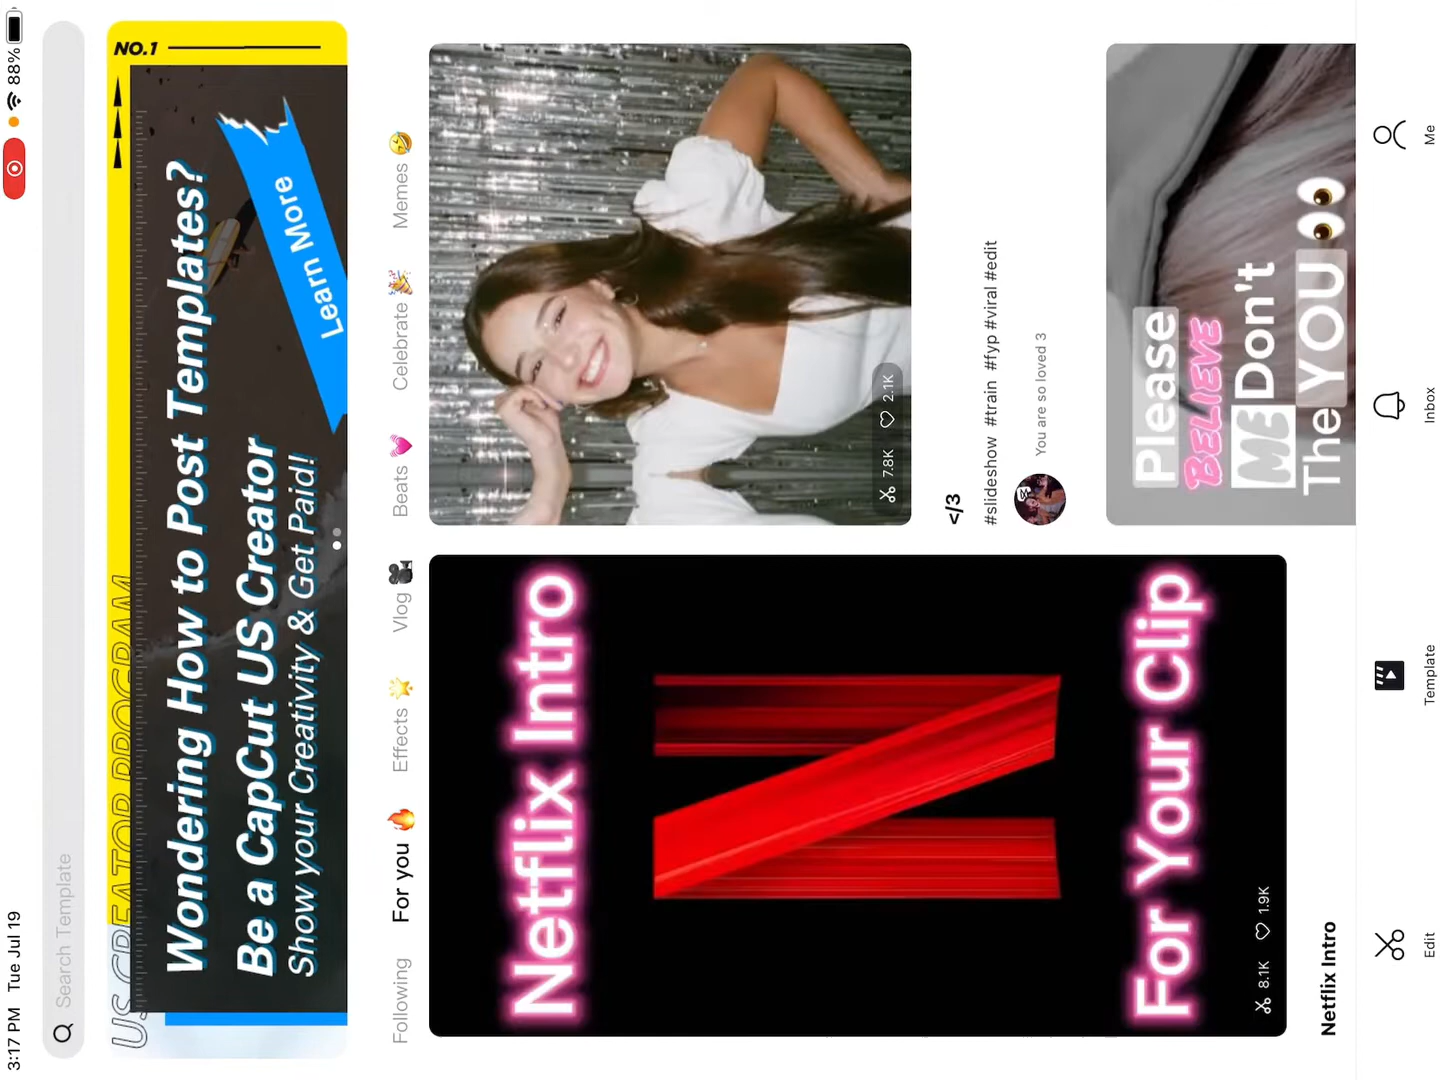 3:17 PM Tue Jul 19
88%
Search Template
US CREATOR PROGRAM
NO.1
Wondering How to Post Templates?
Be a CapCut US Creator
Show your Creativity & Get Paid!
Learn More
Following
For you 🔥
Effects 🌟
Vlog 🎥
Beats 💓
Celebrate 🎉
Memes 🤣
Netflix Intro
For Your Clip
8.1K
1.9K
Netflix Intro
7.8K
2.1K
</3
#slideshow #train #fyp #viral #edit
You are so loved 3
Please
BELIEVE
ME Don't
The YOU 👀
Edit
Template
Inbox
Me